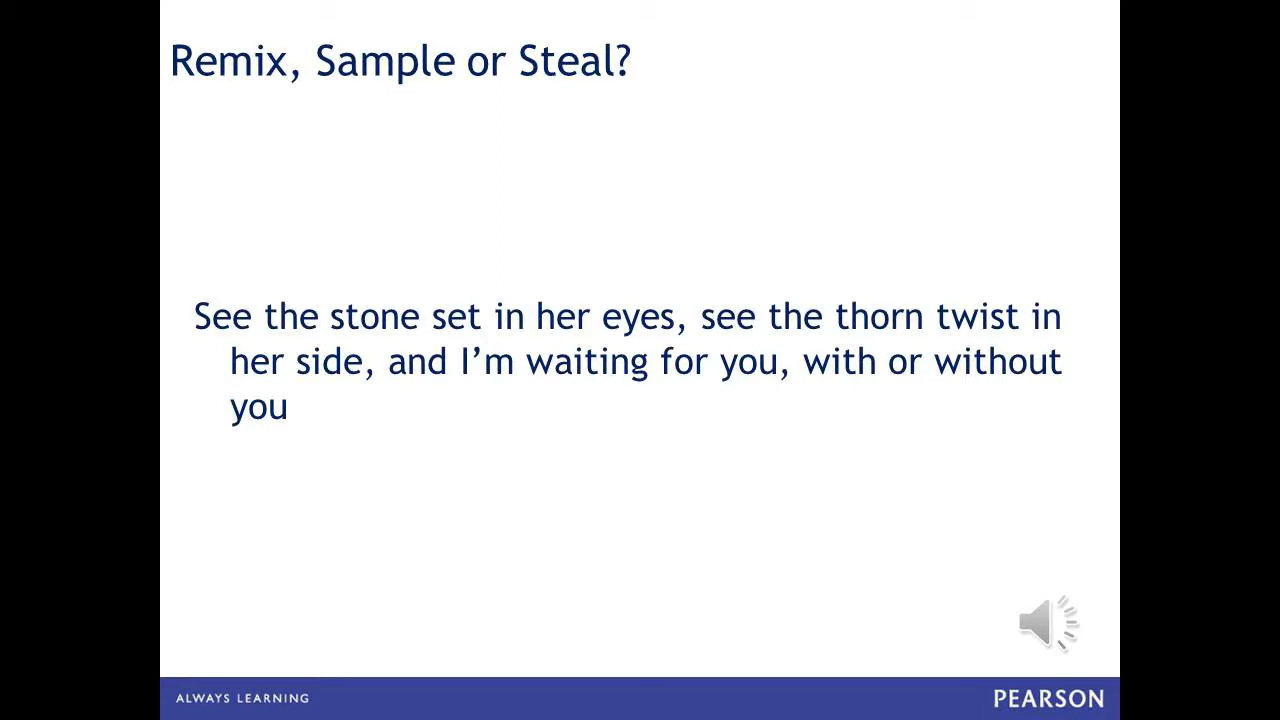 Remix, Sample or Steal?
See the stone set in her eyes, see the thorn twist in
her side, and I’m waiting for you, with or without
you
ALWAYS LEARNING
PEARSON